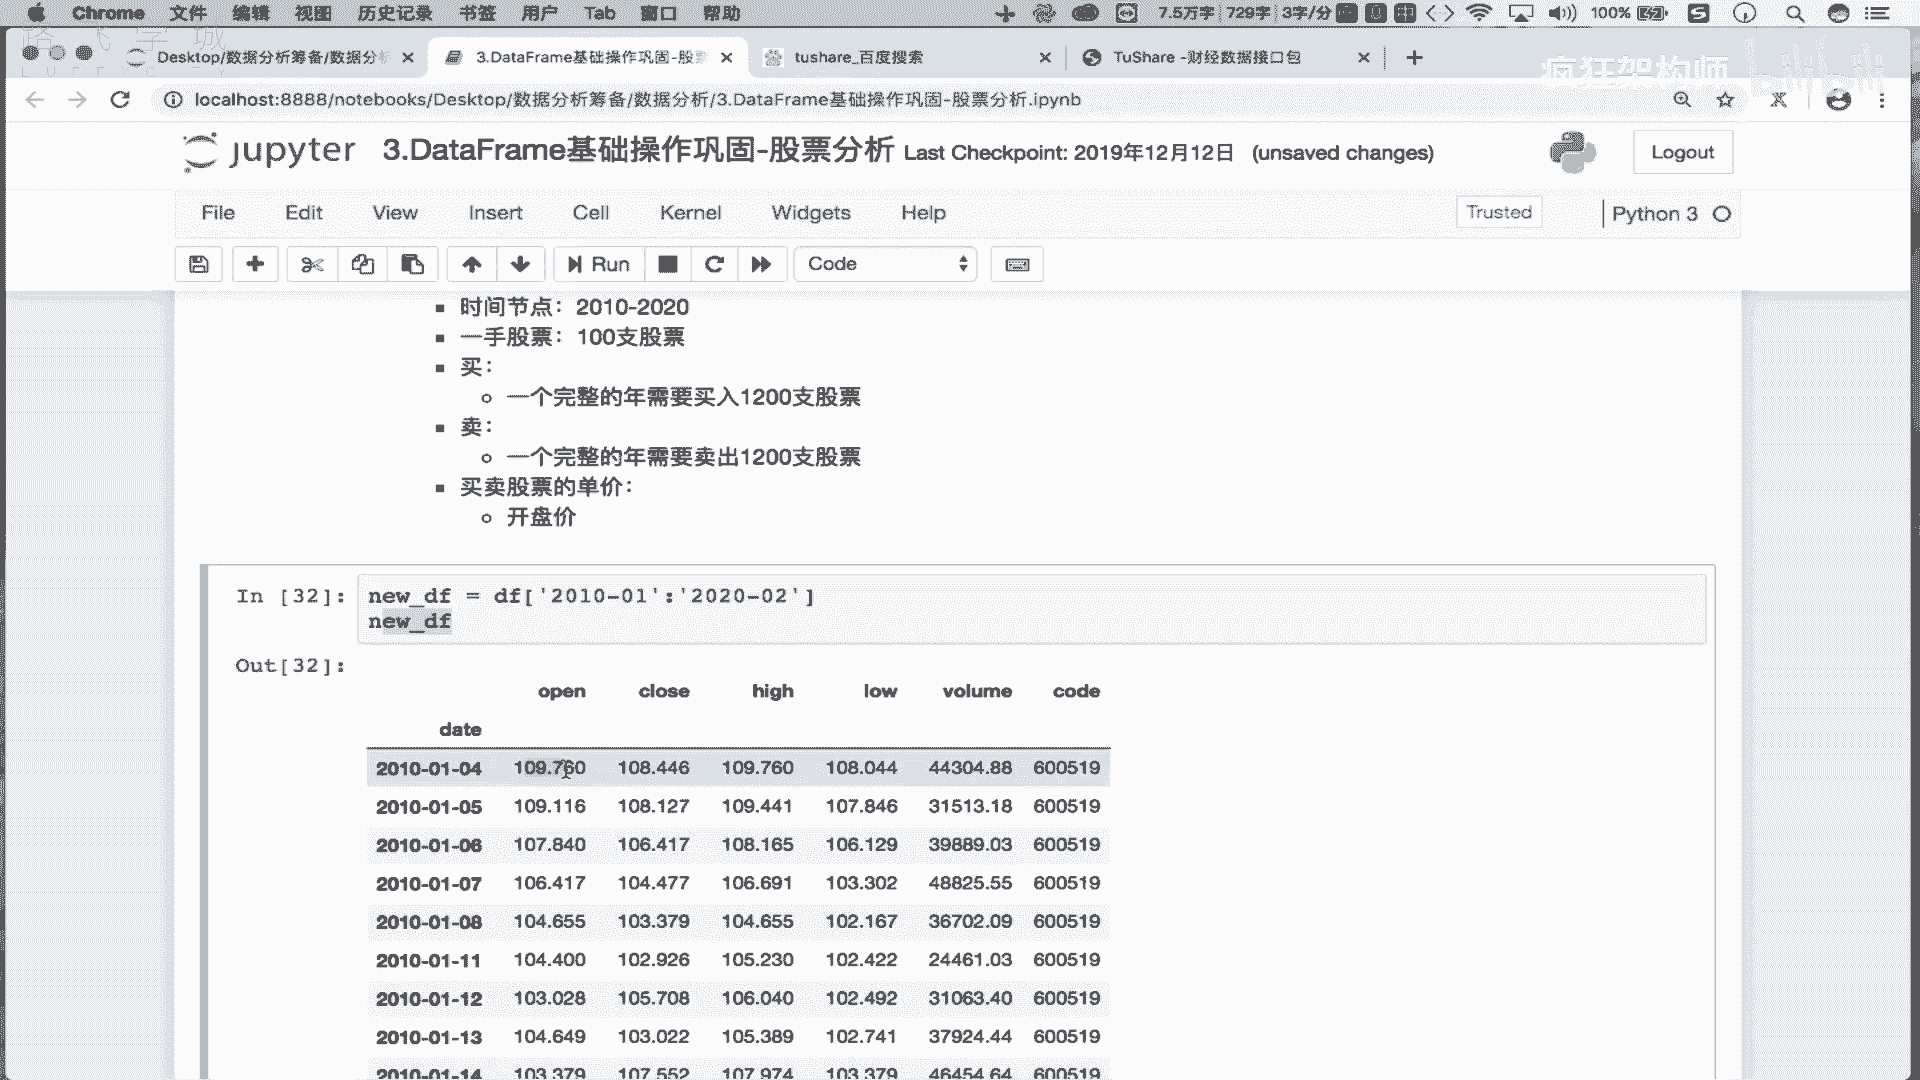 Chrome 文件 编辑 视图 历史记录 书签 用户 Tab 窗口 帮助 7.5万字 729字 3字/分 100%
Desktop/数据分析筹备/数据分析 3.DataFrame基础操作巩固-股票 tushare_百度搜索 TuShare -财经数据接口包
疯狂架构师 bilibili
localhost:8888/notebooks/Desktop/数据分析筹备/数据分析/3.DataFrame基础操作巩固-股票分析.ipynb
jupyter 3.DataFrame基础操作巩固-股票分析 Last Checkpoint: 2019年12月12日 (unsaved changes) Logout
File Edit View Insert Cell Kernel Widgets Help Trusted Python 3
Run Code
时间节点：2010-2020
一手股票：100支股票
买：
一个完整的年需要买入1200支股票
卖：
一个完整的年需要卖出1200支股票
买卖股票的单价：
开盘价
In [32]: new_df = df['2010-01':'2020-02']
new_df
Out[32]:
open close high low volume code
date
2010-01-04 109.760 108.446 109.760 108.044 44304.88 600519
2010-01-05 109.116 108.127 109.441 107.846 31513.18 600519
2010-01-06 107.840 106.417 108.165 106.129 39889.03 600519
2010-01-07 106.417 104.477 106.691 103.302 48825.55 600519
2010-01-08 104.655 103.379 104.655 102.167 36702.09 600519
2010-01-11 104.400 102.926 105.230 102.422 24461.03 600519
2010-01-12 103.028 105.708 106.040 102.492 31063.40 600519
2010-01-13 104.649 103.022 105.389 102.741 37924.44 600519
2010-01-14 103.379 107.552 107.974 103.379 46454.64 600519